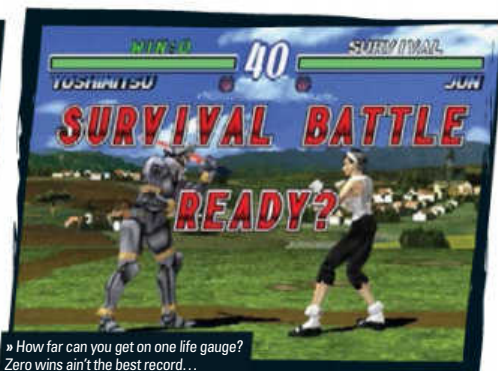 WIN:0 40 SURVIVAL
YOSHIMITSU JUN
SURVIVAL BATTLE
READY?
» How far can you get on one life gauge?
Zero wins ain't the best record...